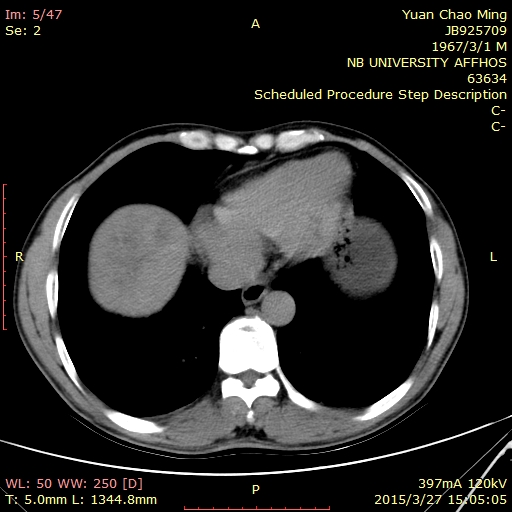 Im: 5/47
Se: 2
A
Yuan Chao Ming
JB925709
1967/3/1 M
NB UNIVERSITY AFFHOS
63634
Scheduled Procedure Step Description
C-
C-
R
L
WL: 50 WW: 250 [D]
T: 5.0mm L: 1344.8mm
P
397mA 120kV
2015/3/27 15:05:05